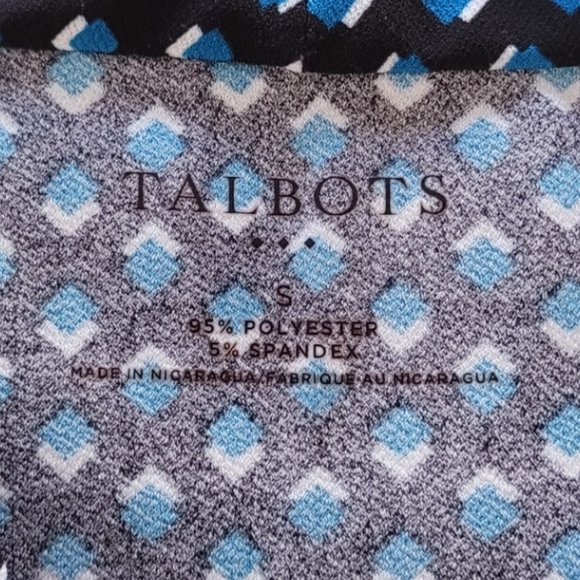 TALBOTS
S
95% POLYESTER
5% SPANDEX
MADE IN NICARAGUA/FABRIQUE AU NICARAGUA